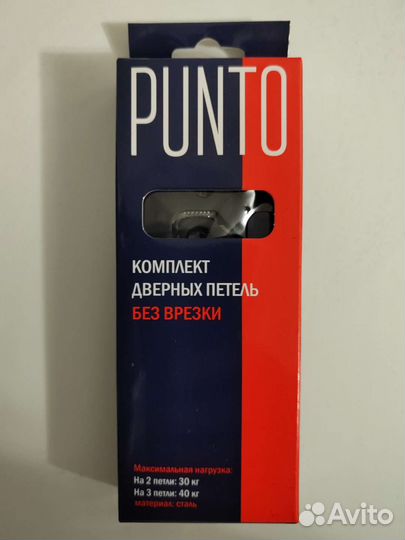 PUNTO
КОМПЛЕКТ
ДВЕРНЫХ ПЕТЕЛЬ
БЕЗ ВРЕЗКИ
Максимальная нагрузка:
На 2 петли: 30 кг
На 3 петли: 40 кг
материал: сталь
Avito